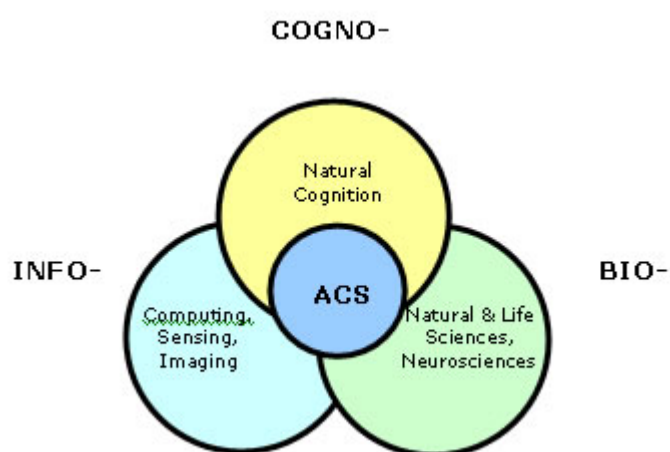 COGNO-
Natural
Cognition
INFO-
BIO-
ACS
Computing,
Sensing,
Imaging
Natural & Life
Sciences,
Neurosciences